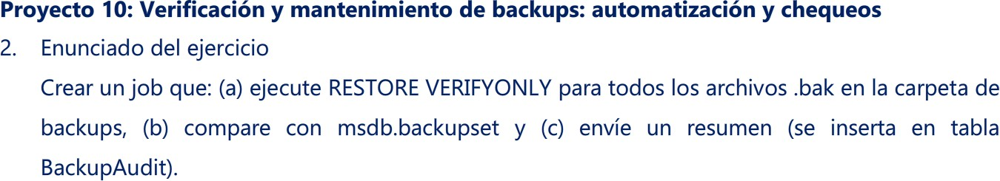 Proyecto 10: Verificación y mantenimiento de backups: automatización y chequeos
2. Enunciado del ejercicio
Crear un job que: (a) ejecute RESTORE VERIFYONLY para todos los archivos .bak en la carpeta de
backups, (b) compare con msdb.backupset y (c) envíe un resumen (se inserta en tabla
BackupAudit).